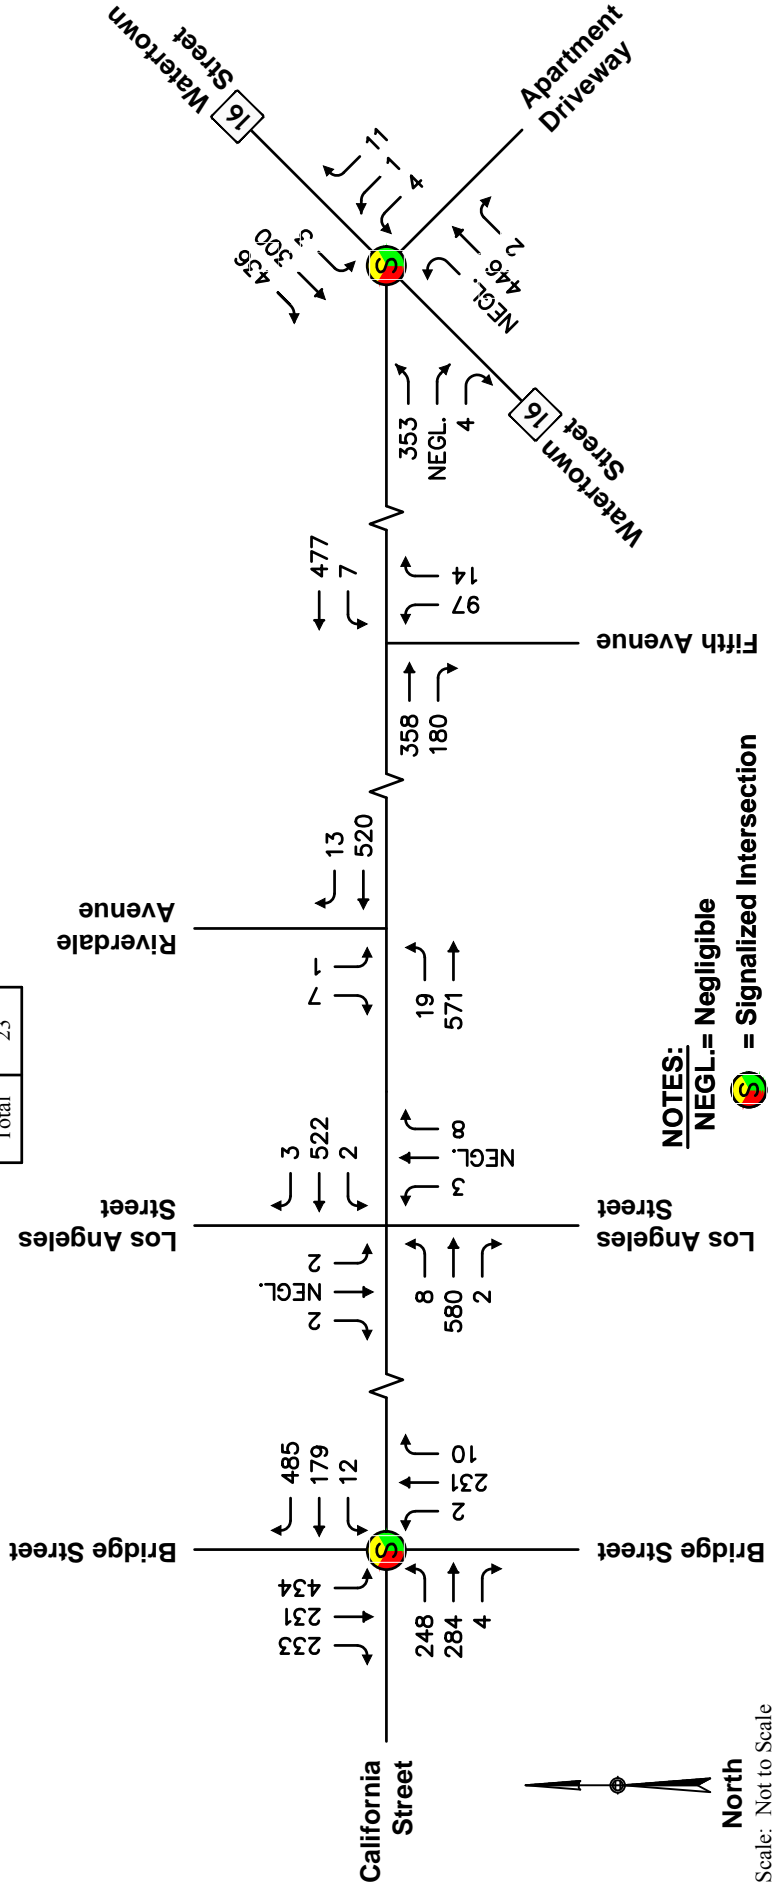 Total 23
Watertown
Street
16
436
300
3
11
1
4
Apartment
Driveway
NEGL.
446
2
353
NEGL.
4
16
Watertown
Street
477
7
97
14
358
180
Fifth Avenue
Riverdale
Avenue
13
520
7
1
19
571
Los Angeles
Street
3
522
2
2
NEGL.
2
8
580
2
3
NEGL.
8
Los Angeles
Street
Bridge Street
485
179
12
233
231
434
248
284
4
2
231
10
Bridge Street
California
Street
North
Scale: Not to Scale
NOTES:
NEGL.= Negligible
S = Signalized Intersection